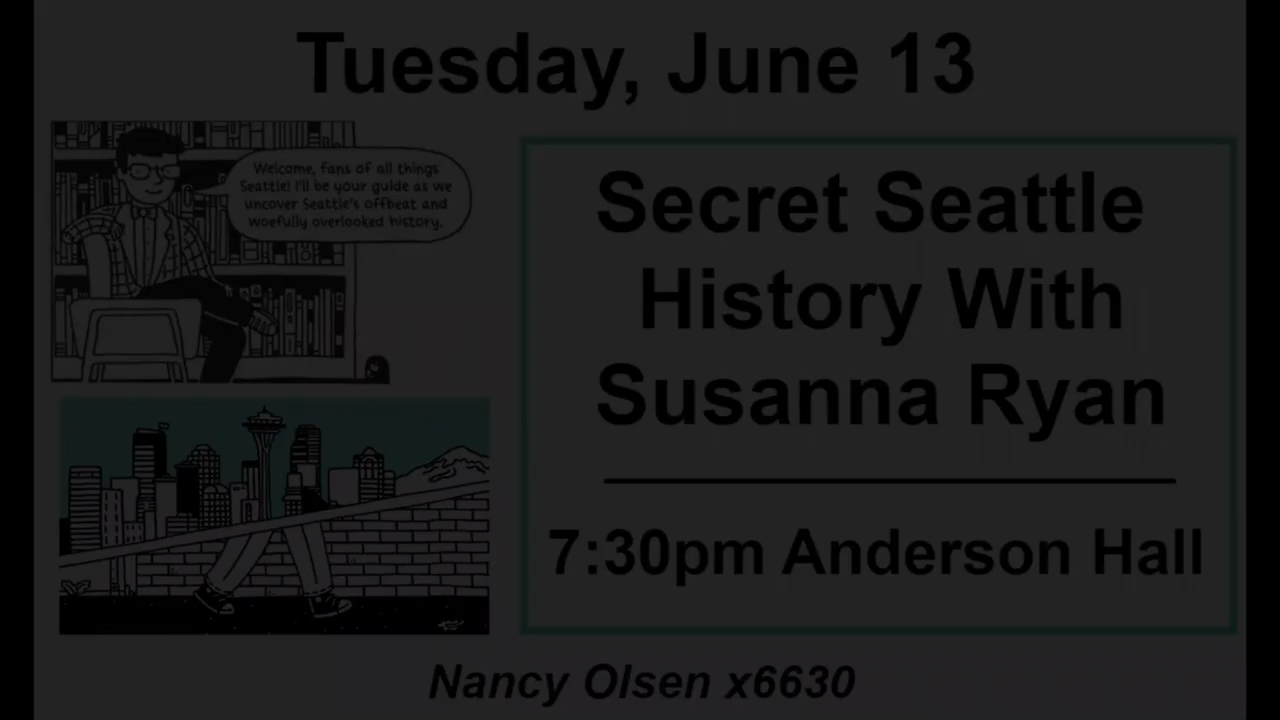 Tuesday, June 13
Welcome, fans of all things
Seattle! I'll be your guide as we
uncover Seattle's offbeat and
woefully overlooked history.
Secret Seattle
History With
Susanna Ryan
7:30pm Anderson Hall
Nancy Olsen x6630